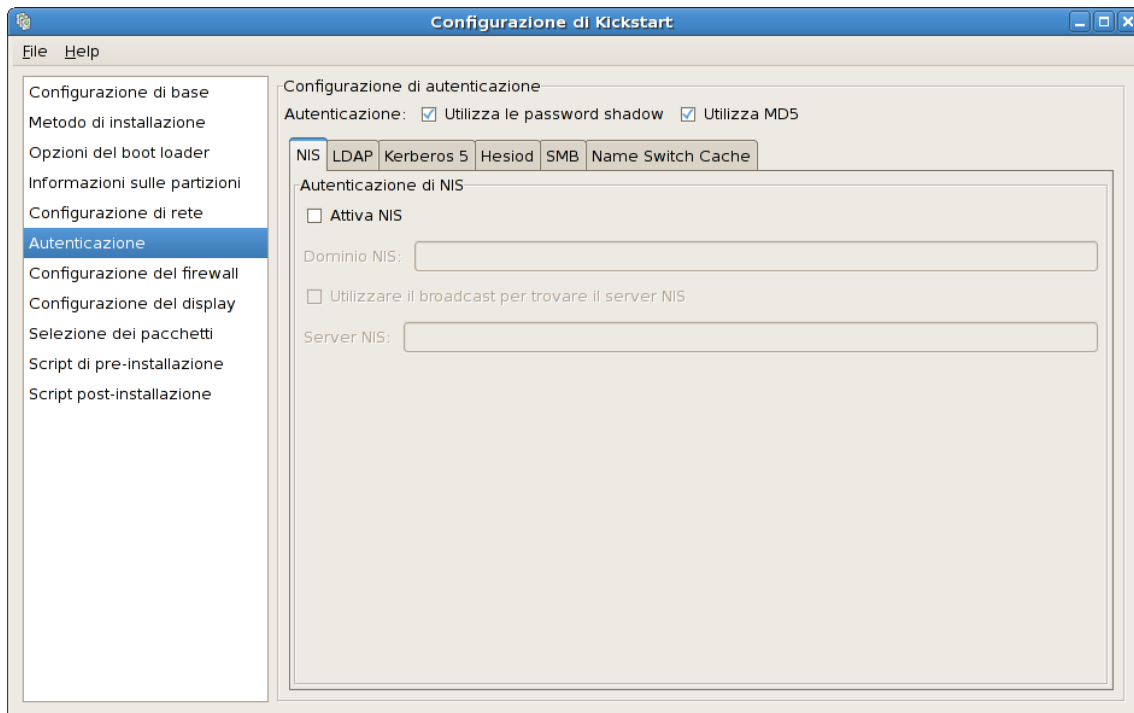 Configurazione di Kickstart
File Help
Configurazione di base
Metodo di installazione
Opzioni del boot loader
Informazioni sulle partizioni
Configurazione di rete
Autenticazione
Configurazione del firewall
Configurazione del display
Selezione dei pacchetti
Script di pre-installazione
Script post-installazione
Configurazione di autenticazione
Autenticazione: Utilizza le password shadow Utilizza MD5
NIS LDAP Kerberos 5 Hesiod SMB Name Switch Cache
Autenticazione di NIS
Attiva NIS
Dominio NIS:
Utilizzare il broadcast per trovare il server NIS
Server NIS: